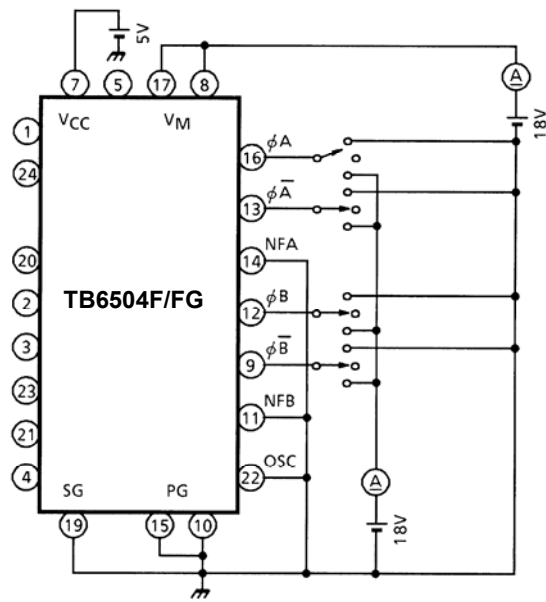 5V
7 5 17 8
A
18V
VCC VM
1
24
20
2
3
23
21
4
TB6504F/FG
16 φA
13 φA̅
14 NFA
12 φB
9 φB̅
11 NFB
22 OSC
A
18V
SG PG
19 15 10